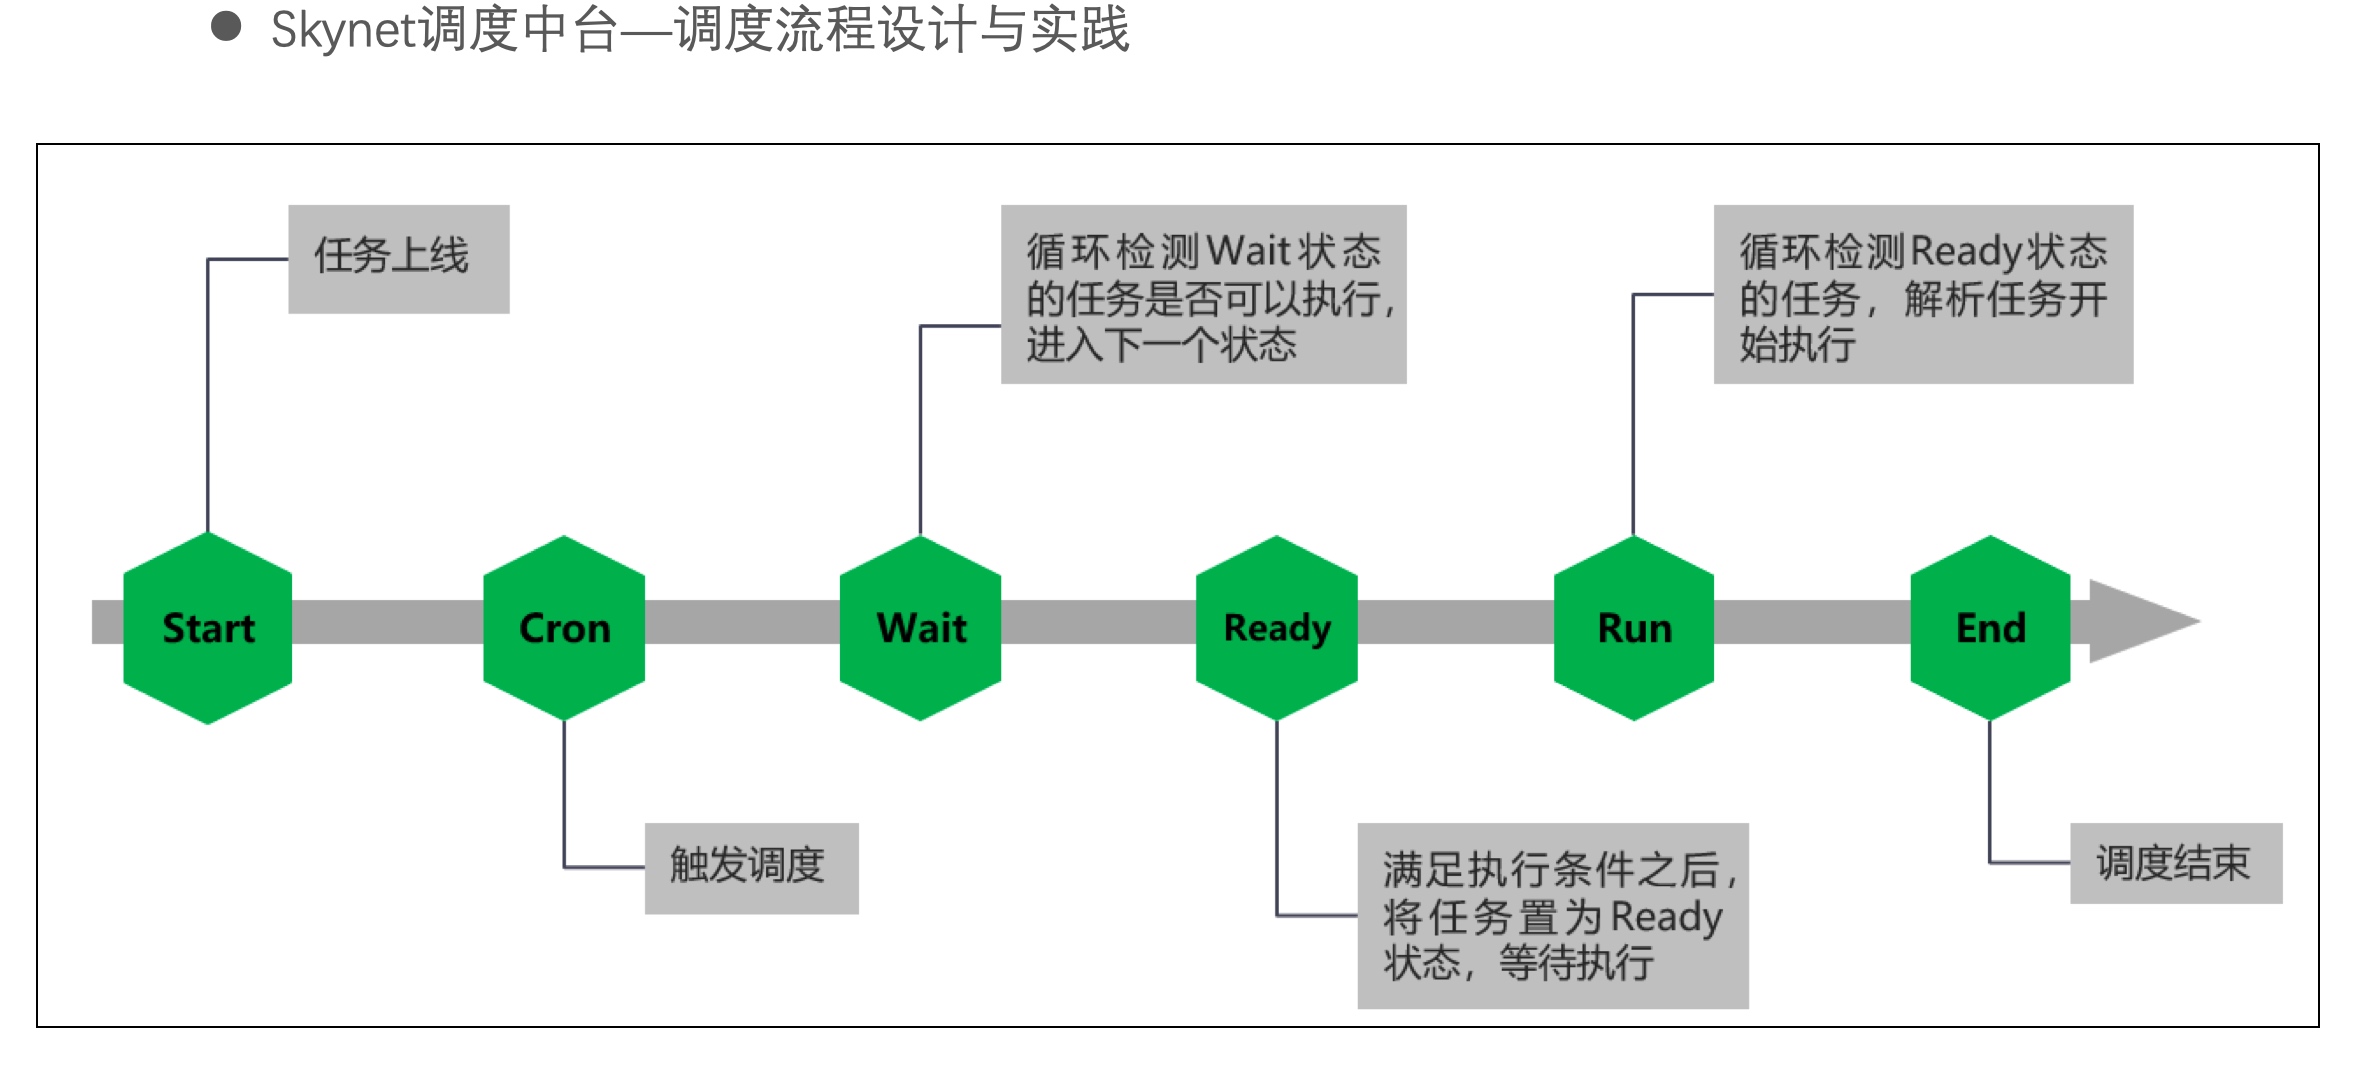 Skynet调度中台—调度流程设计与实践
任务上线
循环检测Wait状态
的任务是否可以执行，
进入下一个状态
循环检测Ready状态
的任务，解析任务开
始执行
Start
Cron
Wait
Ready
Run
End
触发调度
满足执行条件之后，
将任务置为Ready
状态，等待执行
调度结束